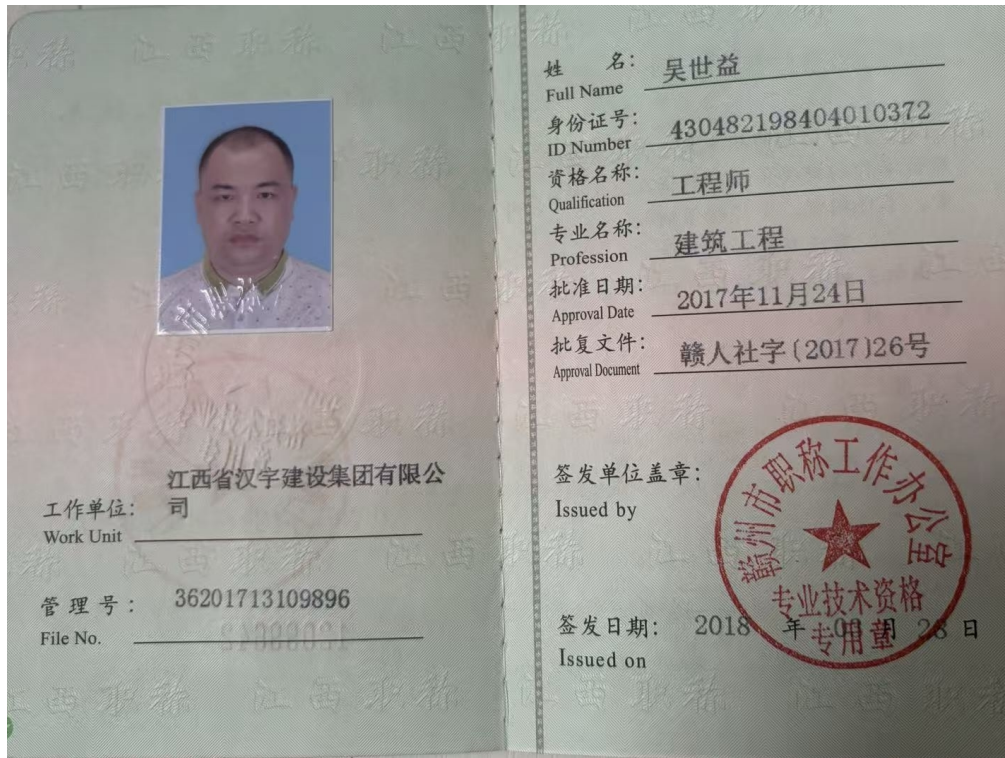 工作单位：
Work Unit
江西省汉宇建设集团有限公
司
管理号：
File No.
36201713109896
姓 名：
Full Name
吴世益
身份证号：
ID Number
430482198404010372
资格名称：
Qualification
工程师
专业名称：
Profession
建筑工程
批准日期：
Approval Date
2017年11月24日
批复文件：
Approval Document
赣人社字〔2017〕26号
签发单位盖章：
Issued by
赣州市职称工作办公室
专业技术资格
专用章
签发日期：
Issued on
2018 年 03 月 28 日
江西职称